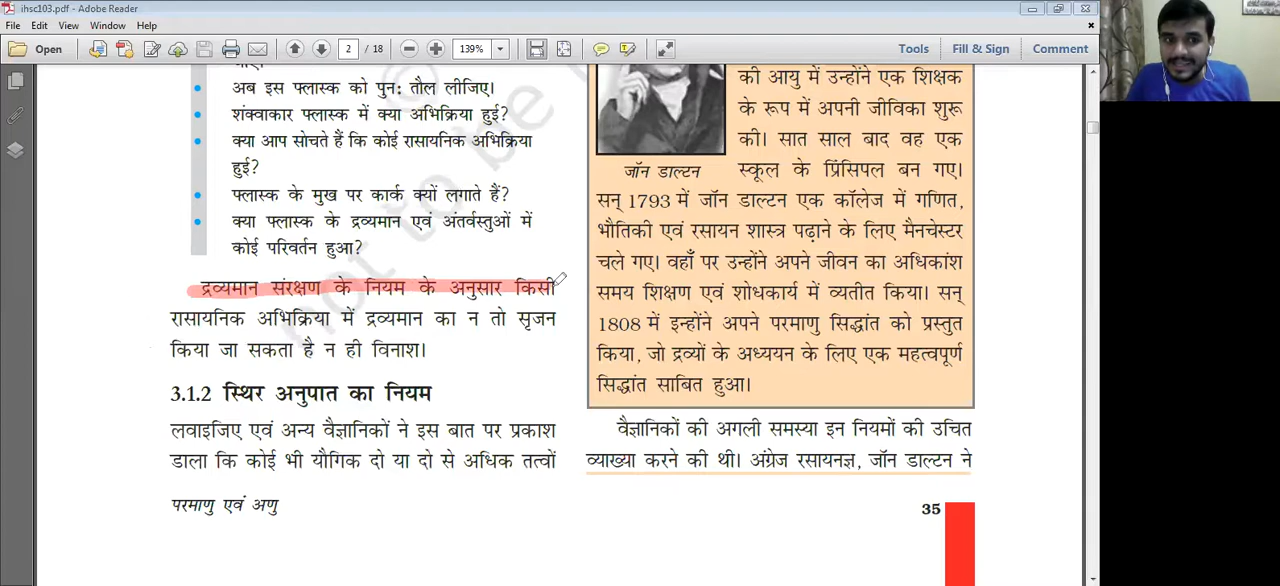 ihsc103.pdf - Adobe Reader
File Edit View Window Help
Open 2 / 18 139% Tools Fill & Sign Comment
अब इस फ्लास्क को पुन: तौल लीजिए।
शंक्वाकार फ्लास्क में क्या अभिक्रिया हुई?
क्या आप सोचते हैं कि कोई रासायनिक अभिक्रिया
हुई?
फ्लास्क के मुख पर कार्क क्यों लगाते हैं?
क्या फ्लास्क के द्रव्यमान एवं अंतर्वस्तुओं में
कोई परिवर्तन हुआ?
द्रव्यमान संरक्षण के नियम के अनुसार किसी
रासायनिक अभिक्रिया में द्रव्यमान का न तो सृजन
किया जा सकता है न ही विनाश।
3.1.2 स्थिर अनुपात का नियम
लवाइजिए एवं अन्य वैज्ञानिकों ने इस बात पर प्रकाश
डाला कि कोई भी यौगिक दो या दो से अधिक तत्वों
परमाणु एवं अणु
की आयु में उन्होंने एक शिक्षक
के रूप में अपनी जीविका शुरू
की। सात साल बाद वह एक
जॉन डाल्टन
स्कूल के प्रिंसिपल बन गए।
सन् 1793 में जॉन डाल्टन एक कॉलेज में गणित,
भौतिकी एवं रसायन शास्त्र पढ़ाने के लिए मैनचेस्टर
चले गए। वहाँ पर उन्होंने अपने जीवन का अधिकांश
समय शिक्षण एवं शोधकार्य में व्यतीत किया। सन्
1808 में इन्होंने अपने परमाणु सिद्धांत को प्रस्तुत
किया, जो द्रव्यों के अध्ययन के लिए एक महत्वपूर्ण
सिद्धांत साबित हुआ।
वैज्ञानिकों की अगली समस्या इन नियमों की उचित
व्याख्या करने की थी। अंग्रेज रसायनज्ञ, जॉन डाल्टन ने
35
not to be